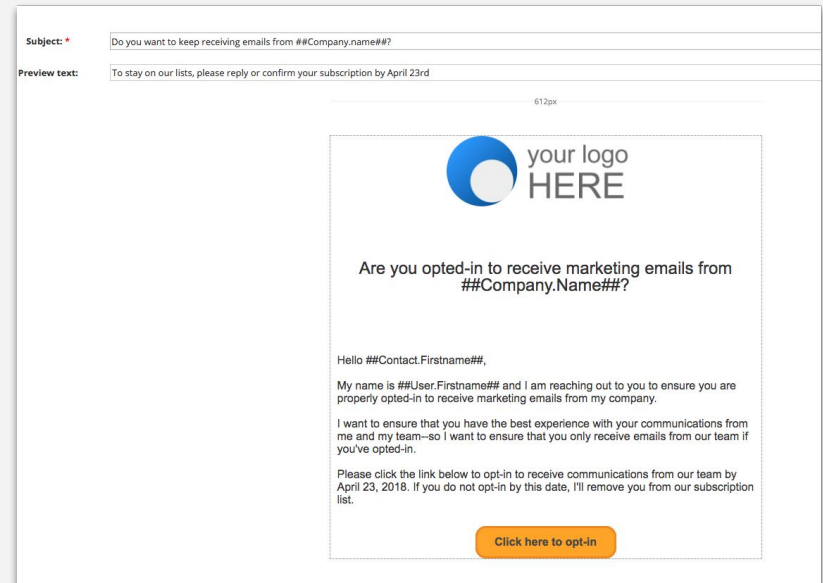 Subject: * Do you want to keep receiving emails from ##Company.name##?
Preview text: To stay on our lists, please reply or confirm your subscription by April 23rd
612px
your logo
HERE
Are you opted-in to receive marketing emails from
##Company.Name##?
Hello ##Contact.Firstname##,
My name is ##User.Firstname## and I am reaching out to you to ensure you are
properly opted-in to receive marketing emails from my company.
I want to ensure that you have the best experience with your communications from
me and my team--so I want to ensure that you only receive emails from our team if
you've opted-in.
Please click the link below to opt-in to receive communications from our team by
April 23, 2018. If you do not opt-in by this date, I'll remove you from our subscription
list.
Click here to opt-in